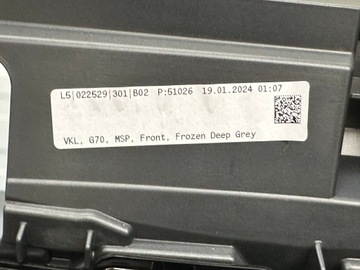 L5|022529|301|B02 P:51026 19.01.2024 01:07
VKL, G70, MSP, Front, Frozen Deep Grey